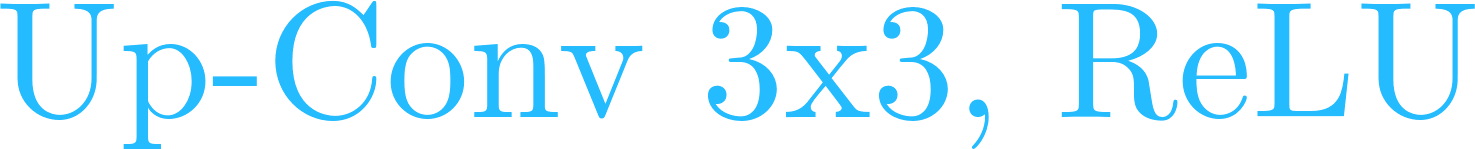 Up-Conv 3x3, ReLU